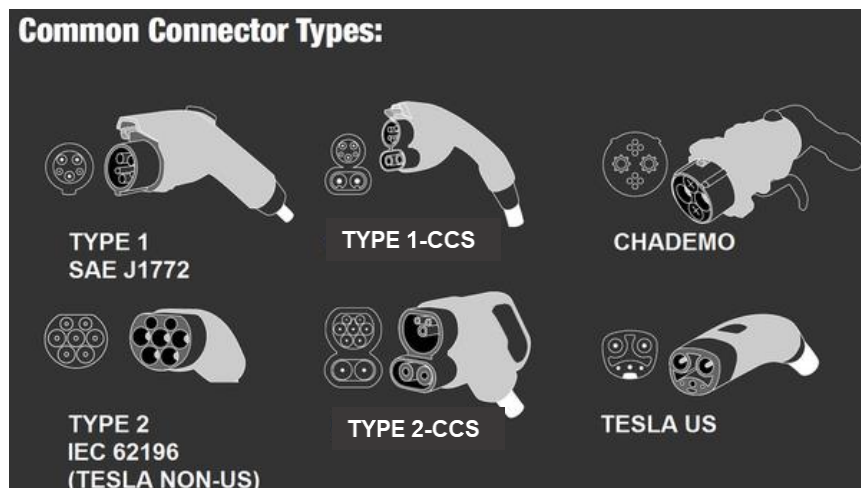 Common Connector Types:
TYPE 1
SAE J1772
TYPE 1-CCS
CHADEMO
TYPE 2
IEC 62196
(TESLA NON-US)
TYPE 2-CCS
TESLA US